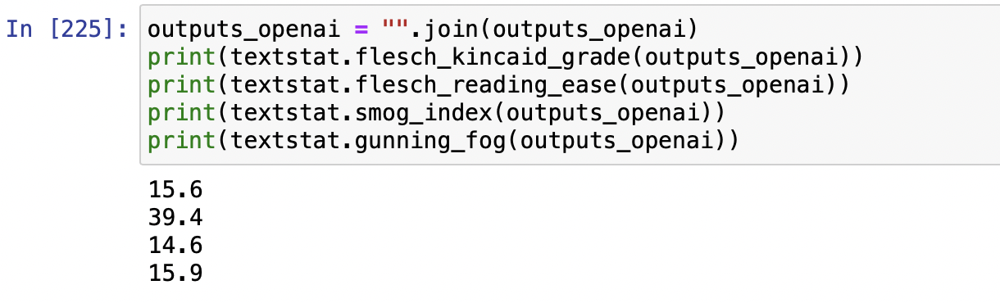 In [225]: outputs_openai = "".join(outputs_openai)
print(textstat.flesch_kincaid_grade(outputs_openai))
print(textstat.flesch_reading_ease(outputs_openai))
print(textstat.smog_index(outputs_openai))
print(textstat.gunning_fog(outputs_openai))
15.6
39.4
14.6
15.9